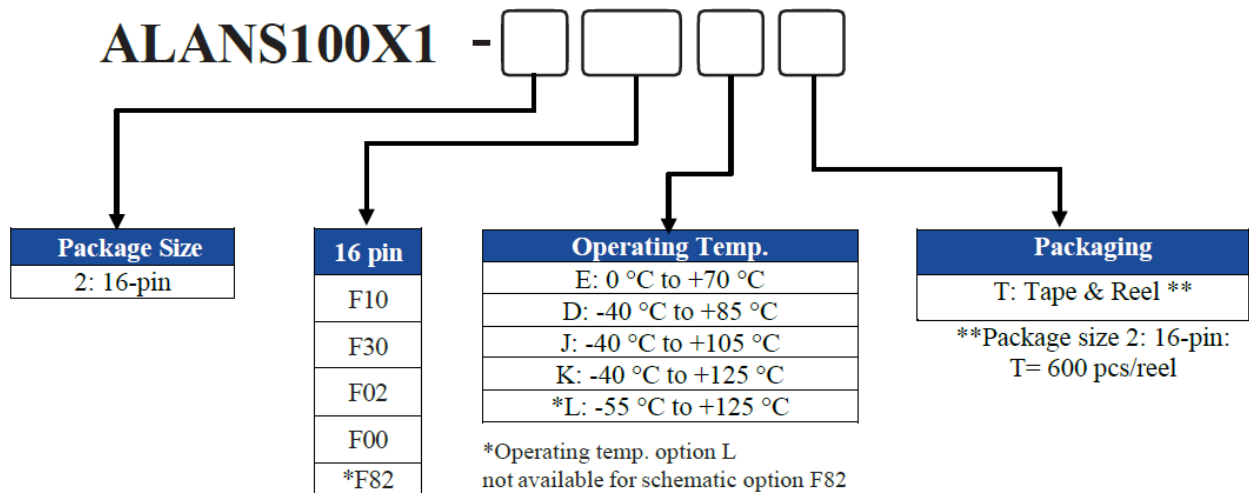 ALANS100X1 -
Package Size
2: 16-pin
16 pin
F10
F30
F02
F00
*F82
Operating Temp.
E: 0 °C to +70 °C
D: -40 °C to +85 °C
J: -40 °C to +105 °C
K: -40 °C to +125 °C
*L: -55 °C to +125 °C
*Operating temp. option L
not available for schematic option F82
Packaging
T: Tape & Reel **
**Package size 2: 16-pin:
T= 600 pcs/reel